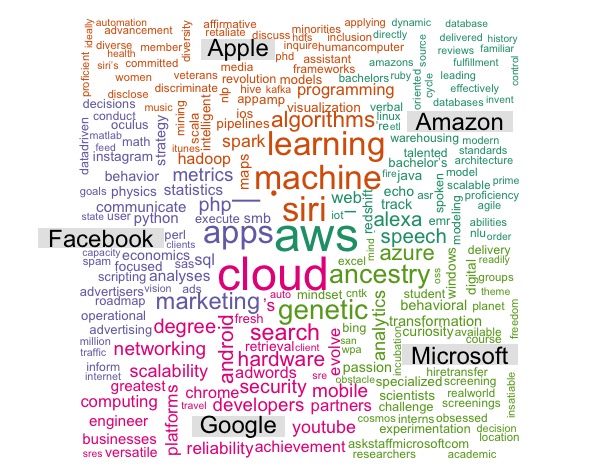 automation affirmative applying dynamic database
advancement retaliate discuss minorities
ideally diversity hdfs inclusion directly delivered history
diverse member Apple inquire humancomputer source reviews familiar
health phd
siri's committed media assistant amazons fulfillment control
proficient women veterans revolution models frameworks bachelors ruby cycle leading
disclose discriminate nlp hive kafka programming oriented effectively
decisions music appamp visualization verbal databases invent
conduct mining scala intelligent ios algorithms linux
oculus pipelines reetl Amazon
datadriven matlab math strategy spark learning warehousing modern
feed itunes talented standards
instagram hadoop maps machine bachelor's architecture
behavior metrics firejava model
goals physics statistics siri web echo asr spoken scalable prime
communicate php — redshift track proficiency
state user python execute smb iot alexa emr modeling agile
perl apps aws speech abilities
Facebook clients nlu order
capacity economics sql mind azure windows delivery
spam focused sas cloud excel ancestry readily
scripting analyses oss digital groups
advertisers vision ads marketing 's auto mindset cntk student theme
roadmap genetic analytics behavioral planet
operational degree android fresh transformation freedom
advertising search bing curiosity available
million networking retrieval client evolve san incubation course
traffic hardware wpa Microsoft
inform scalability passion hiretransfer
internet adwords sre obstacle specialized screening
greatest chrome security mobile scientists realworld insatiable
computing platforms travel developers partners challenge screenings
cosmos interns obsessed
engineer Google youtube experimentation decision
businesses location
sres versatile reliability achievement askstaffmicrosoftcom
researchers academic